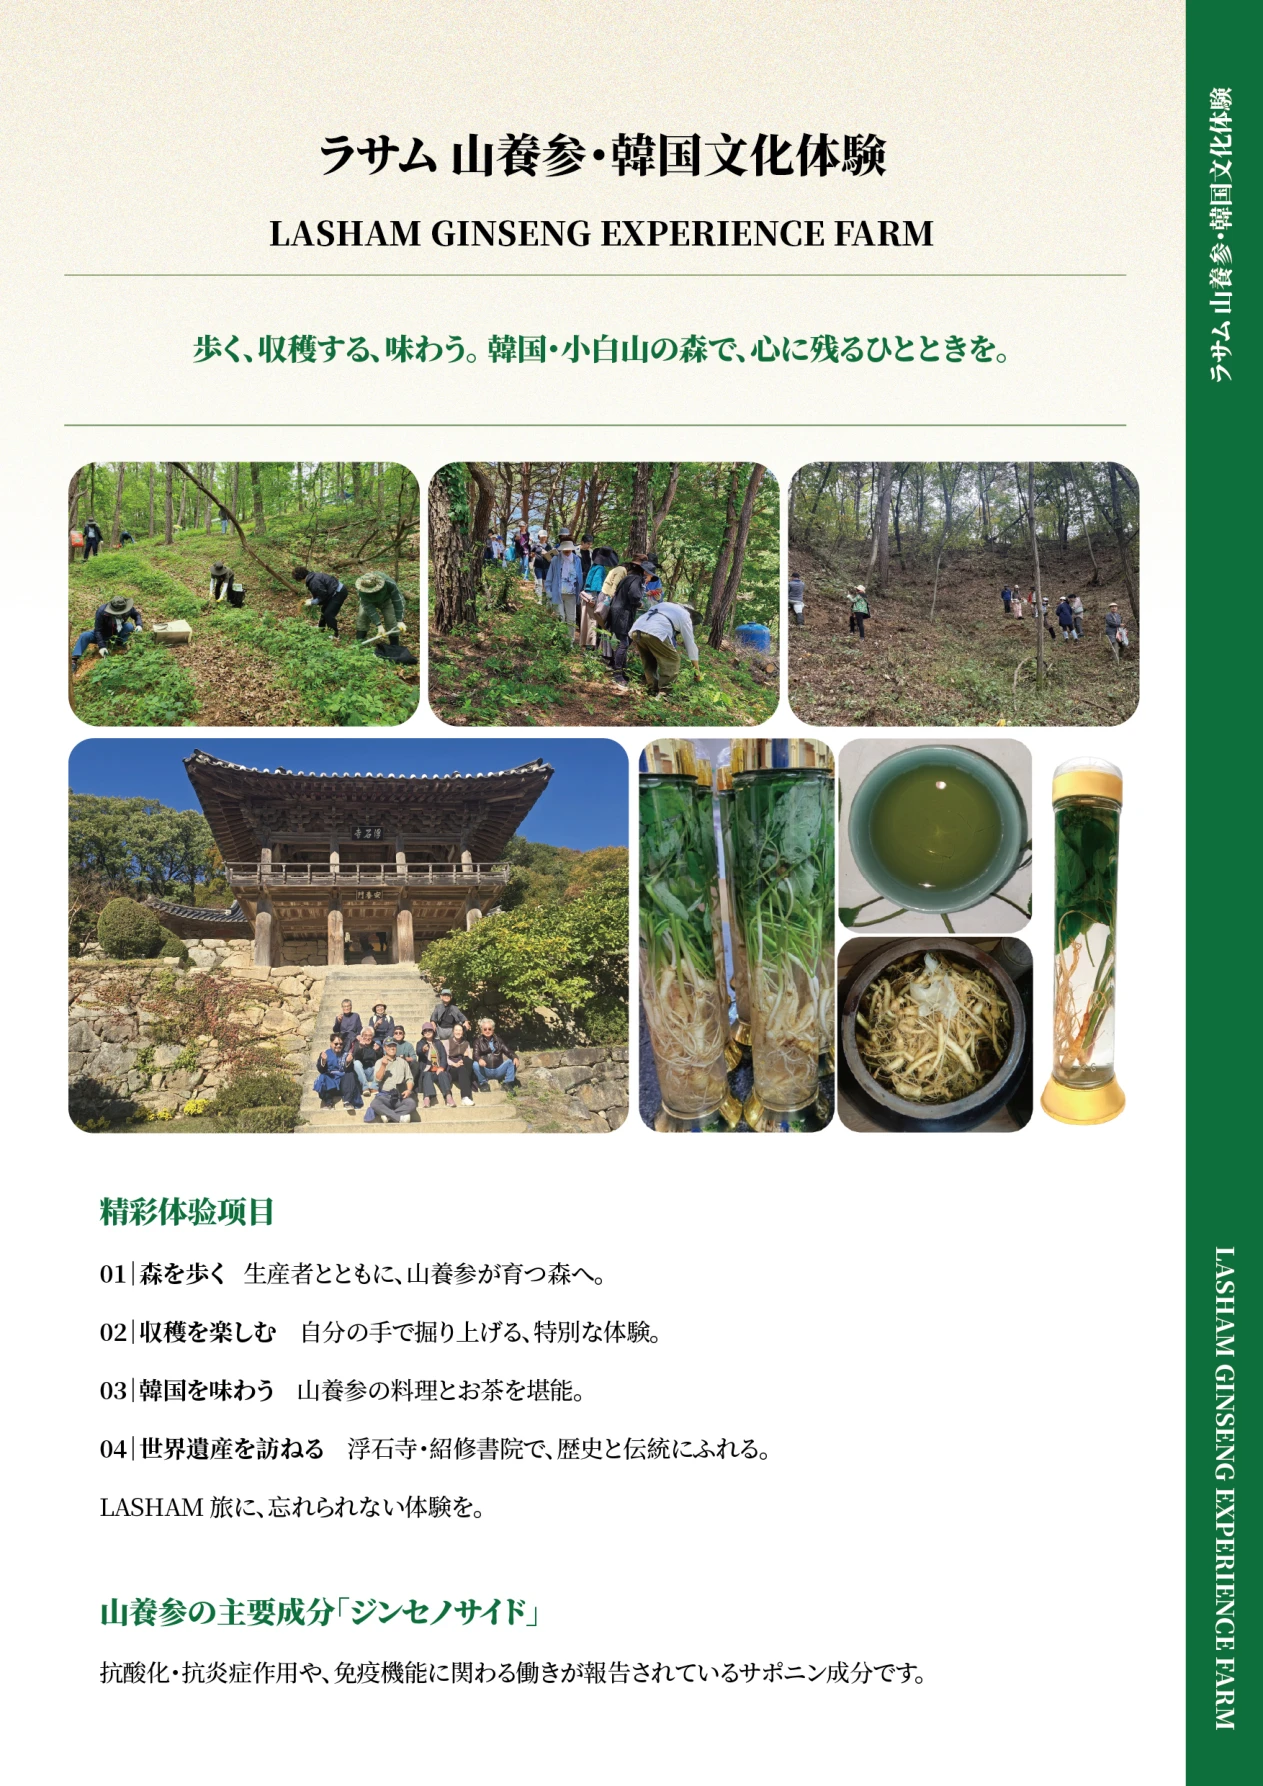 ラサム 山養参・韓国文化体験
LASHAM GINSENG EXPERIENCE FARM
歩く、収穫する、味わう。韓国・小白山の森で、心に残るひとときを。
精彩体验项目
01|森を歩く 生産者とともに、山養参が育つ森へ。
02|収穫を楽しむ 自分の手で掘り上げる、特別な体験。
03|韓国を味わう 山養参の料理とお茶を堪能。
04|世界遺産を訪ねる 浮石寺・紹修書院で、歴史と伝統にふれる。
LASHAM 旅に、忘れられない体験を。
山養参の主要成分「ジンセノサイド」
抗酸化・抗炎症作用や、免疫機能に関わる働きが報告されているサポニン成分です。
ラサム 山養参・韓国文化体験
LASHAM GINSENG EXPERIENCE FARM